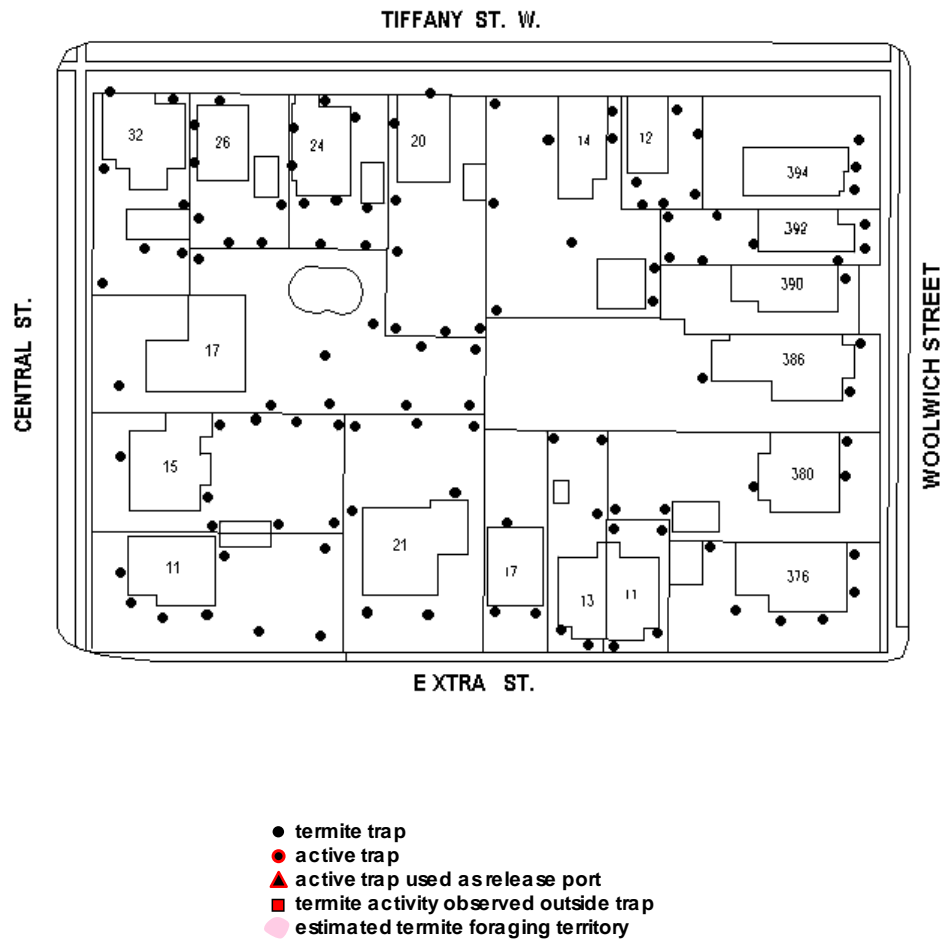 TIFFANY ST. W.
32
26
24
20
14
12
394
392
390
386
17
CENTRAL ST.
WOOLWICH STREET
15
380
21
11
17
13
11
376
EXTRA ST.
termite trap
active trap
active trap used as release port
termite activity observed outside trap
estimated termite foraging territory